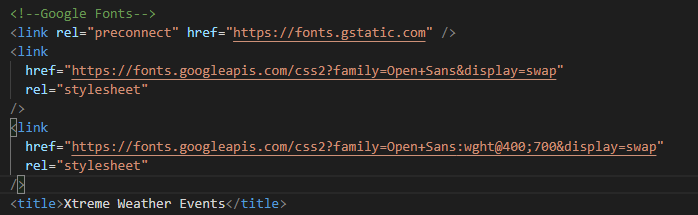 <!--Google Fonts-->
<link rel="preconnect" href="https://fonts.gstatic.com" />
<link
href="https://fonts.googleapis.com/css2?family=Open+Sans&display=swap"
rel="stylesheet"
/>
<link
href="https://fonts.googleapis.com/css2?family=Open+Sans:wght@400;700&display=swap"
rel="stylesheet"
/>
<title>Xtreme Weather Events</title>